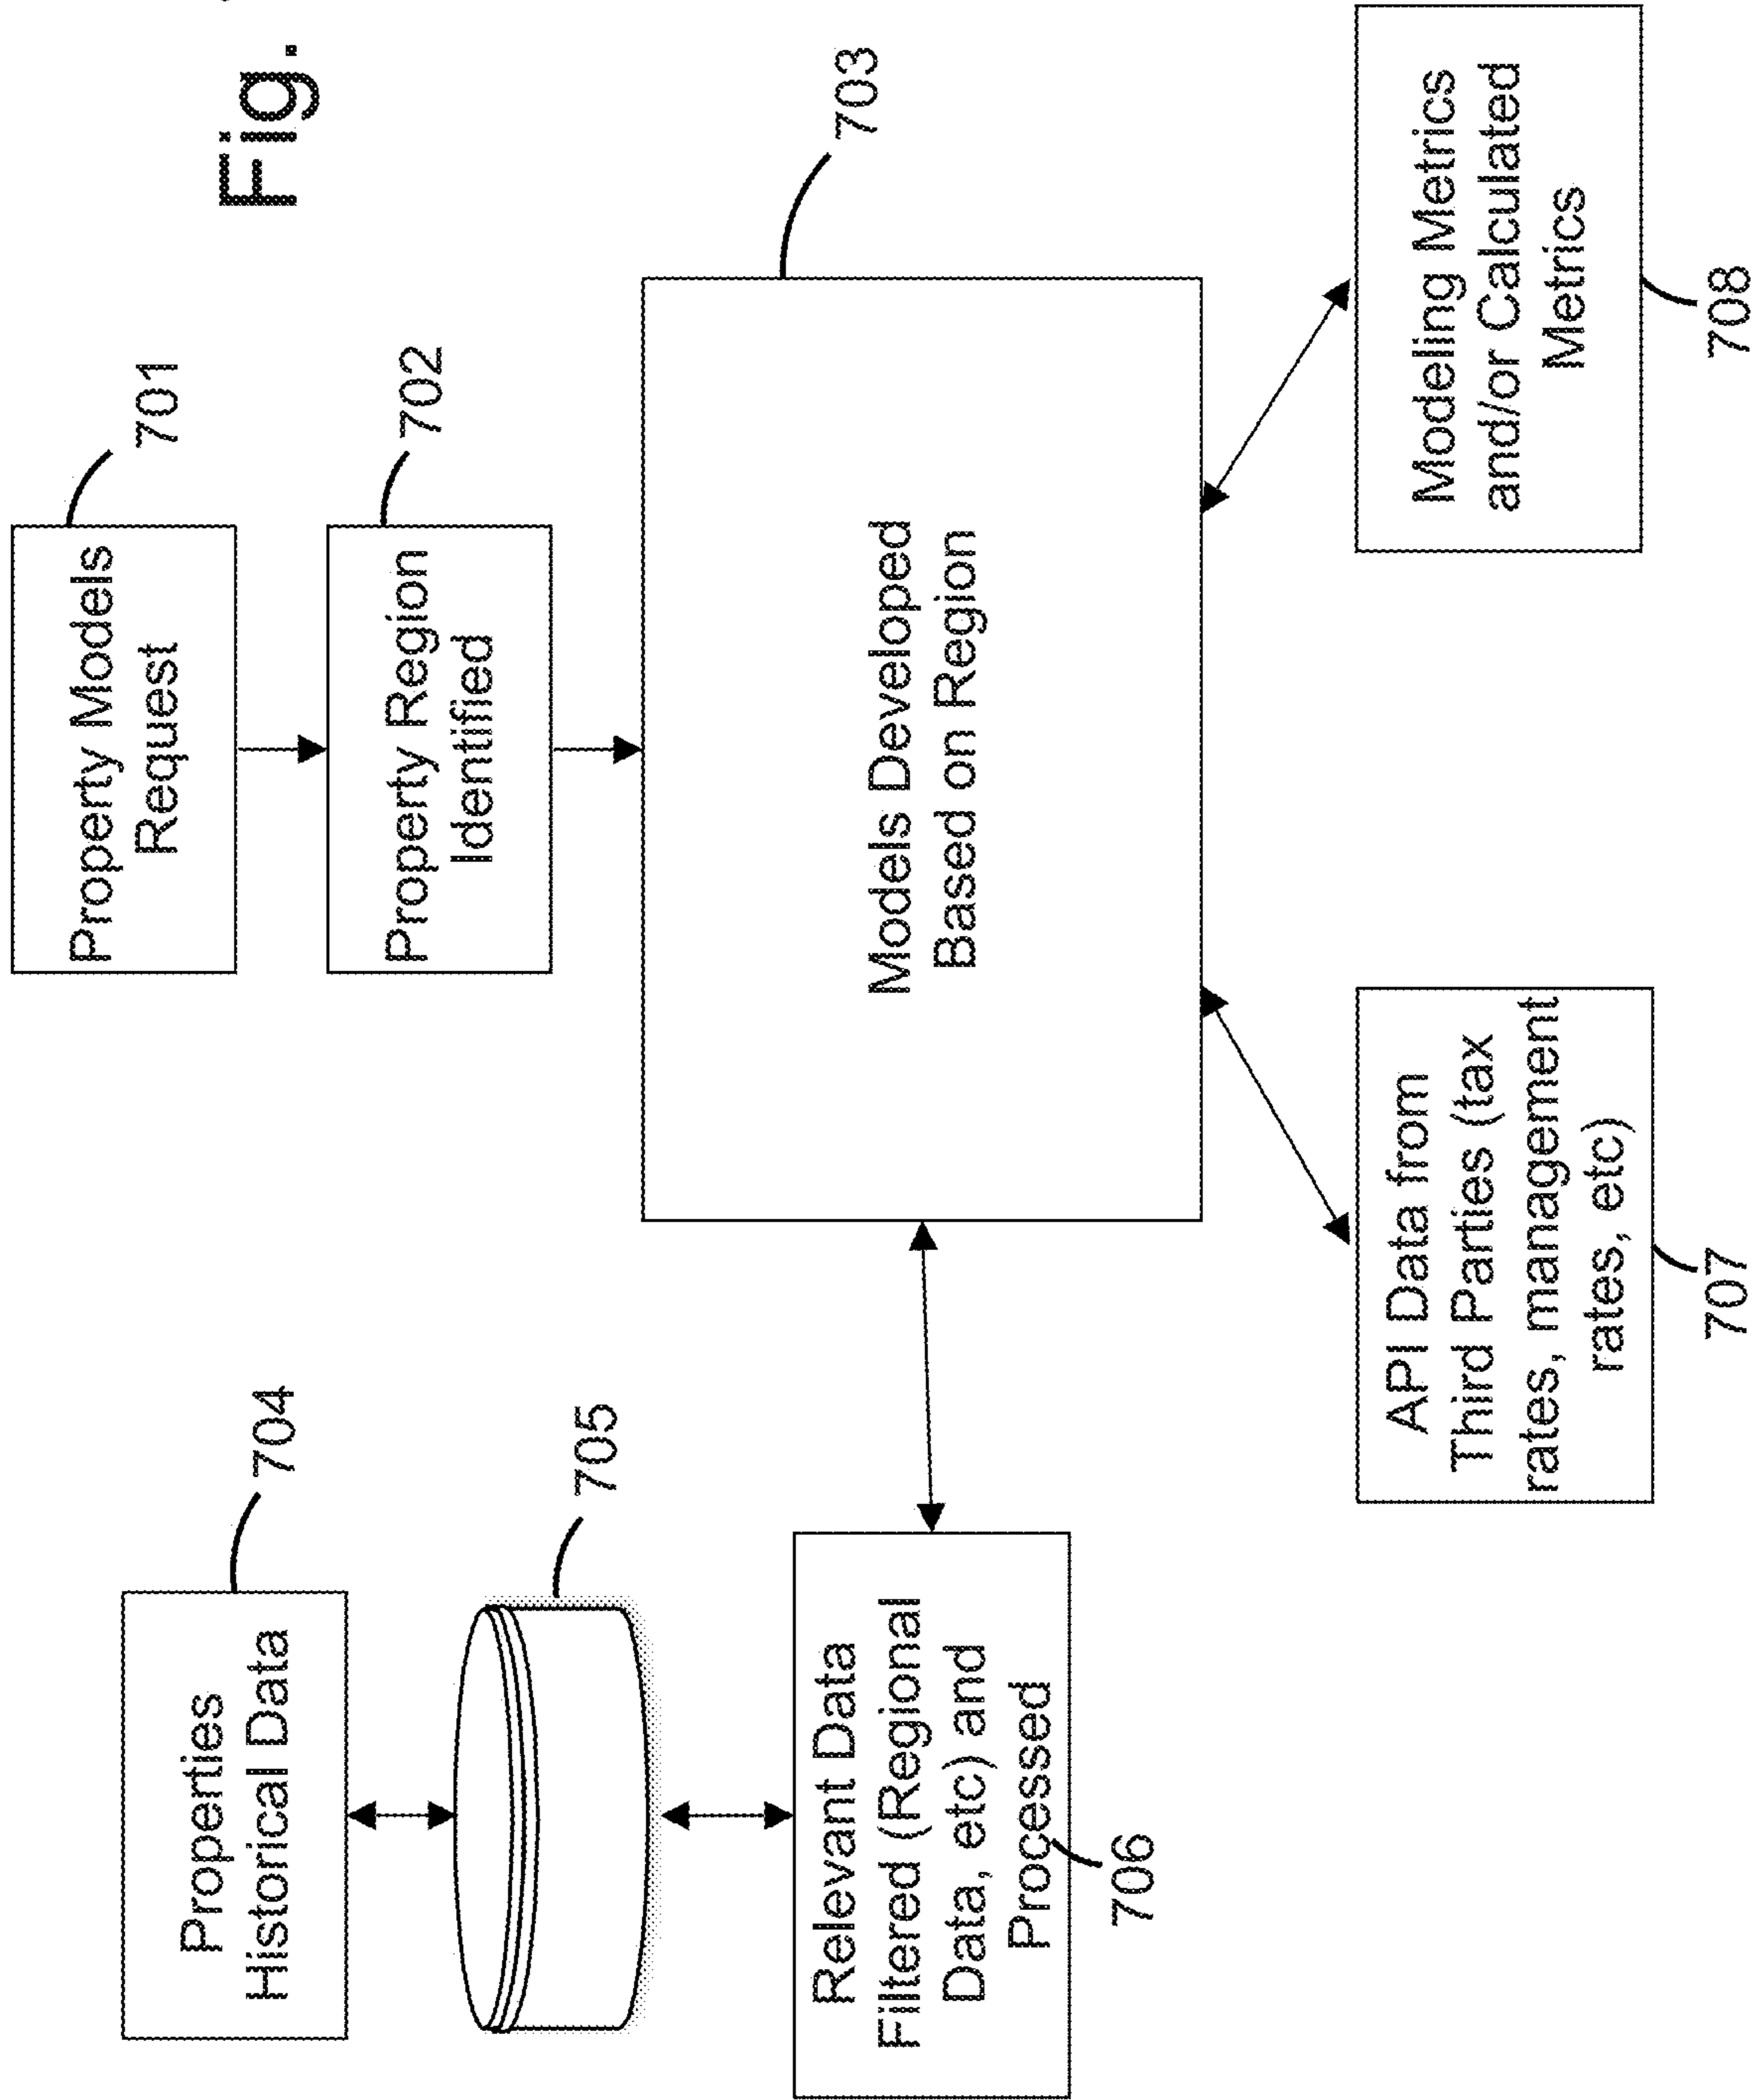 Fig.
Property Models
Request
701
Property Region
Identified
702
Models Developed
Based on Region
703
Properties
Historical Data
704
705
Relevant Data
Filtered (Regional
Data, etc) and
Processed
706
API Data from
Third Parties (tax
rates, management
rates, etc)
707
Modeling Metrics
and/or Calculated
Metrics
708